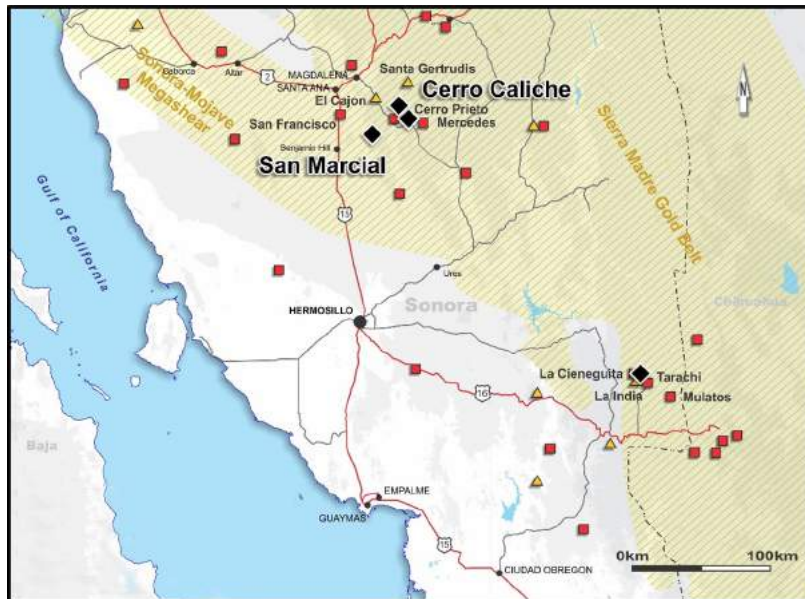 Sonora-Mojave
Megashear
Caborca
Altar
2
MAGDALENA
SANTA ANA
Santa Gertrudis
El Cajon
Cerro Caliche
Cerro Prieto
Mercedes
San Francisco
Benjamin Hill
San Marcial
N
Sierra Madre Gold Belt
Gulf of California
15
Ures
HERMOSILLO
Sonora
Chihuahua
La Cieneguita
Tarachi
La India
Mulatos
16
Baja
EMPALME
GUAYMAS
15
CIUDAD OBREGON
0km
100km